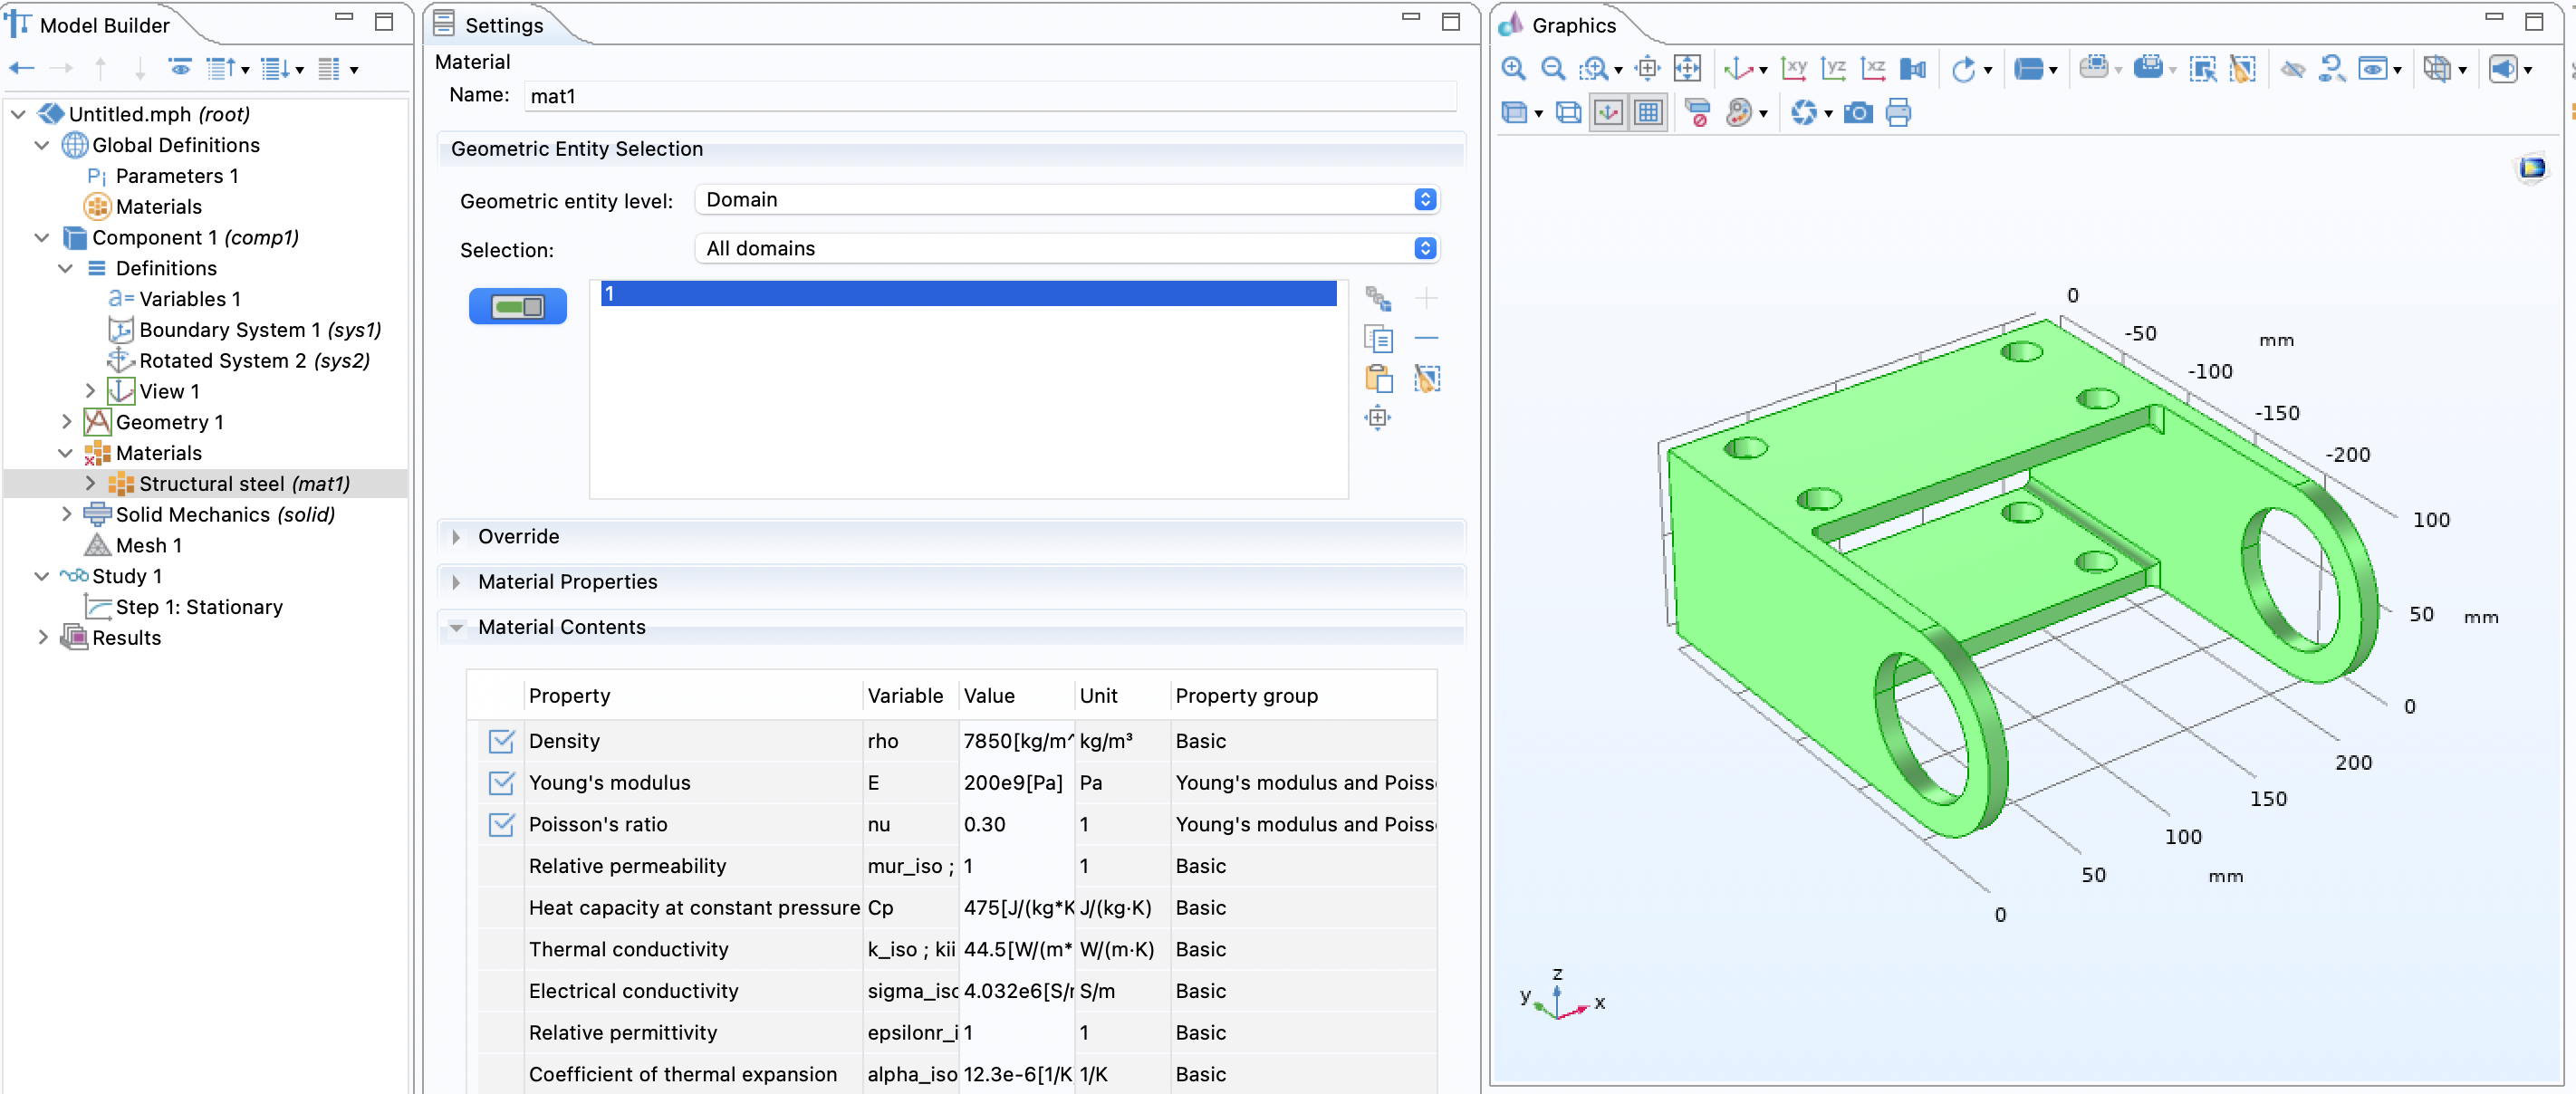 Model Builder
Untitled.mph (root)
Global Definitions
Pi Parameters 1
Materials
Component 1 (comp1)
Definitions
a= Variables 1
Boundary System 1 (sys1)
Rotated System 2 (sys2)
View 1
Geometry 1
Materials
Structural steel (mat1)
Solid Mechanics (solid)
Mesh 1
Study 1
Step 1: Stationary
Results
Settings
Material
Name: mat1
Geometric Entity Selection
Geometric entity level: Domain
Selection: All domains
1
Override
Material Properties
Material Contents
Property Variable Value Unit Property group
Density rho 7850[kg/m^ kg/m³ Basic
Young's modulus E 200e9[Pa] Pa Young's modulus and Poiss
Poisson's ratio nu 0.30 1 Young's modulus and Poiss
Relative permeability mur_iso ; 1 1 Basic
Heat capacity at constant pressure Cp 475[J/(kg*K J/(kg·K) Basic
Thermal conductivity k_iso ; kii 44.5[W/(m* W/(m·K) Basic
Electrical conductivity sigma_iso 4.032e6[S/m S/m Basic
Relative permittivity epsilonr_i 1 1 Basic
Coefficient of thermal expansion alpha_iso 12.3e-6[1/K 1/K Basic
Graphics
xy yz xz
0
-50
mm
-100
-150
-200
100
50 mm
0
200
150
100
50 mm
0
z
y x